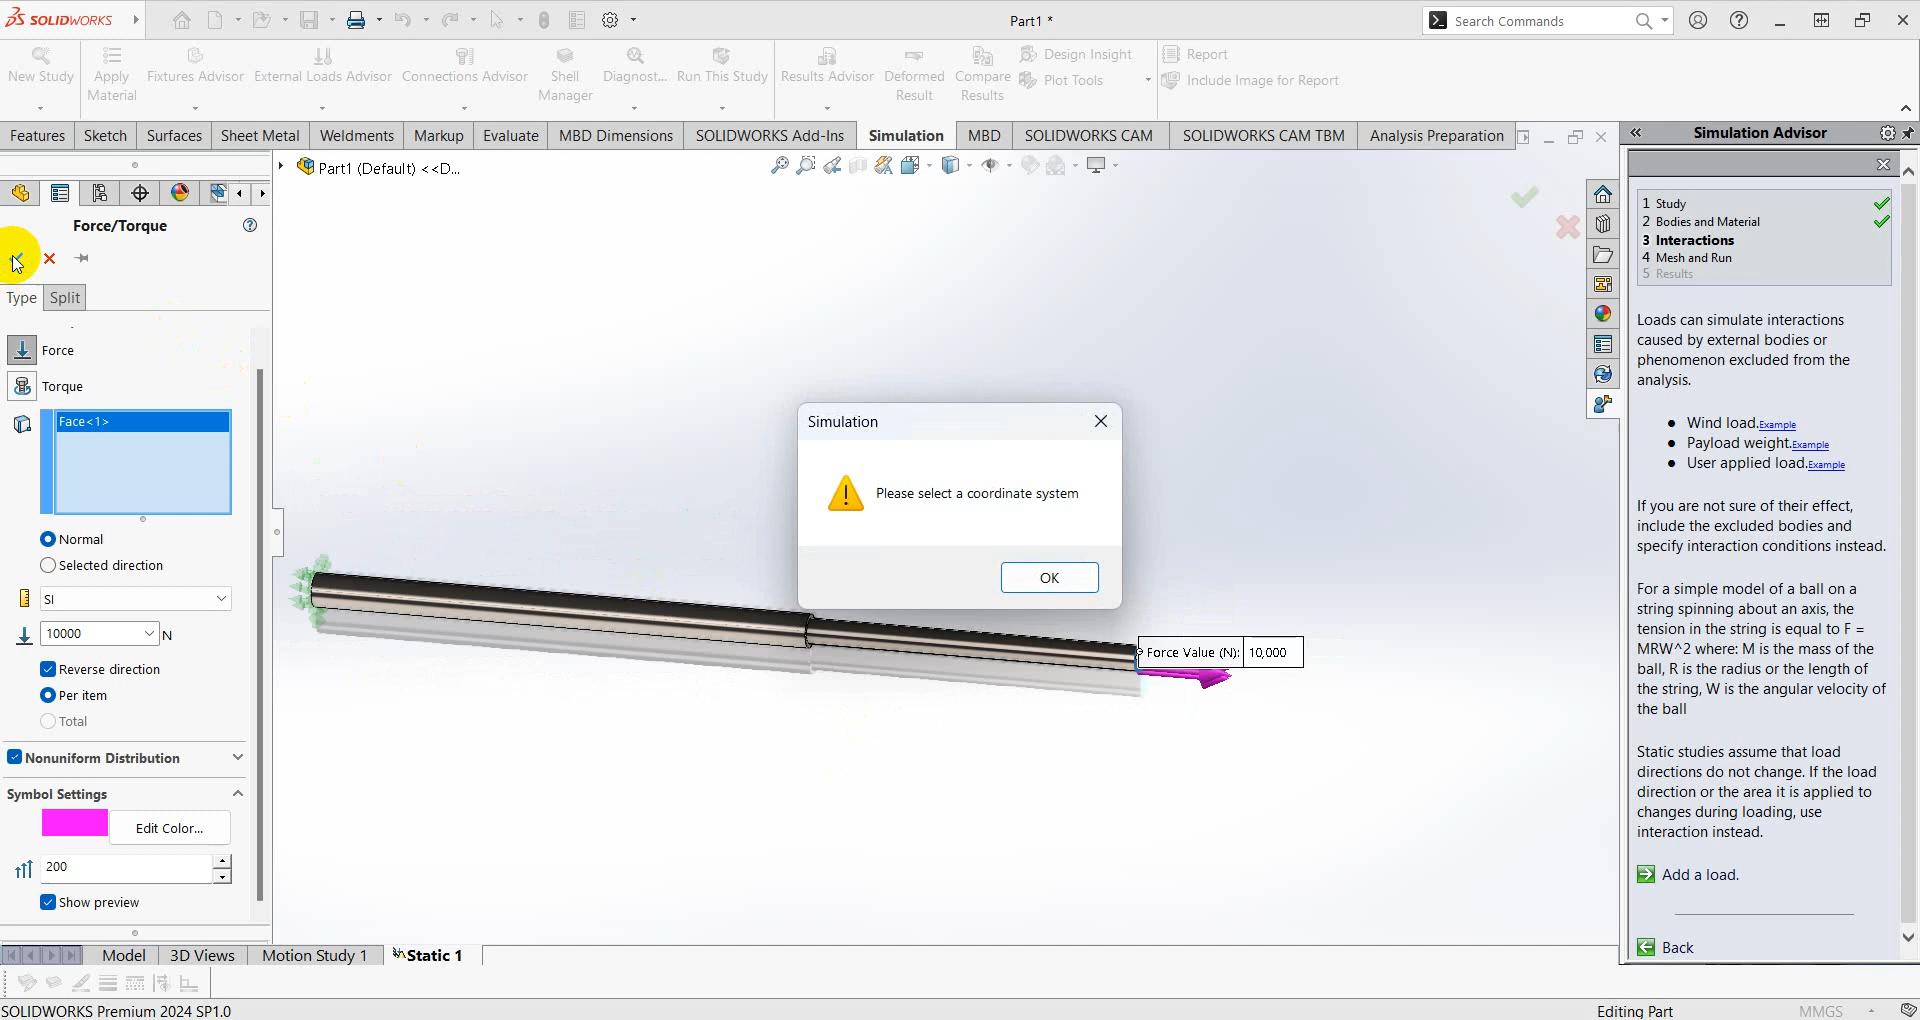 SOLIDWORKS
Part1 *
Search Commands
New Study
Apply
Material
Fixtures Advisor
External Loads Advisor
Connections Advisor
Shell
Manager
Diagnost...
Run This Study
Results Advisor
Deformed
Result
Compare
Results
Design Insight
Plot Tools
Report
Include Image for Report
Features
Sketch
Surfaces
Sheet Metal
Weldments
Markup
Evaluate
MBD Dimensions
SOLIDWORKS Add-Ins
Simulation
MBD
SOLIDWORKS CAM
SOLIDWORKS CAM TBM
Analysis Preparation
Simulation Advisor
Part1 (Default) <<D...
Force/Torque
Type
Split
Force
Torque
Face<1>
Normal
Selected direction
SI
10000
N
Reverse direction
Per item
Total
Nonuniform Distribution
Symbol Settings
Edit Color...
200
Show preview
Simulation
Please select a coordinate system
OK
Force Value (N): 10,000
1 Study
2 Bodies and Material
3 Interactions
4 Mesh and Run
5 Results
Loads can simulate interactions
caused by external bodies or
phenomenon excluded from the
analysis.
Wind load.Example
Payload weight.Example
User applied load.Example
If you are not sure of their effect,
include the excluded bodies and
specify interaction conditions instead.
For a simple model of a ball on a
string spinning about an axis, the
tension in the string is equal to F =
MRW^2 where: M is the mass of the
ball, R is the radius or the length of
the string, W is the angular velocity of
the ball
Static studies assume that load
directions do not change. If the load
direction or the area it is applied to
changes during loading, use
interaction instead.
Add a load.
Back
Model
3D Views
Motion Study 1
Static 1
SOLIDWORKS Premium 2024 SP1.0
Editing Part
MMGS